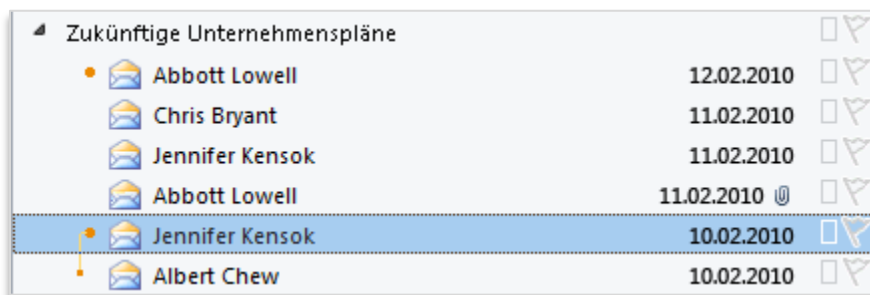 Zukünftige Unternehmenspläne
Abbott Lowell 12.02.2010
Chris Bryant 11.02.2010
Jennifer Kensok 11.02.2010
Abbott Lowell 11.02.2010
Jennifer Kensok 10.02.2010
Albert Chew 10.02.2010